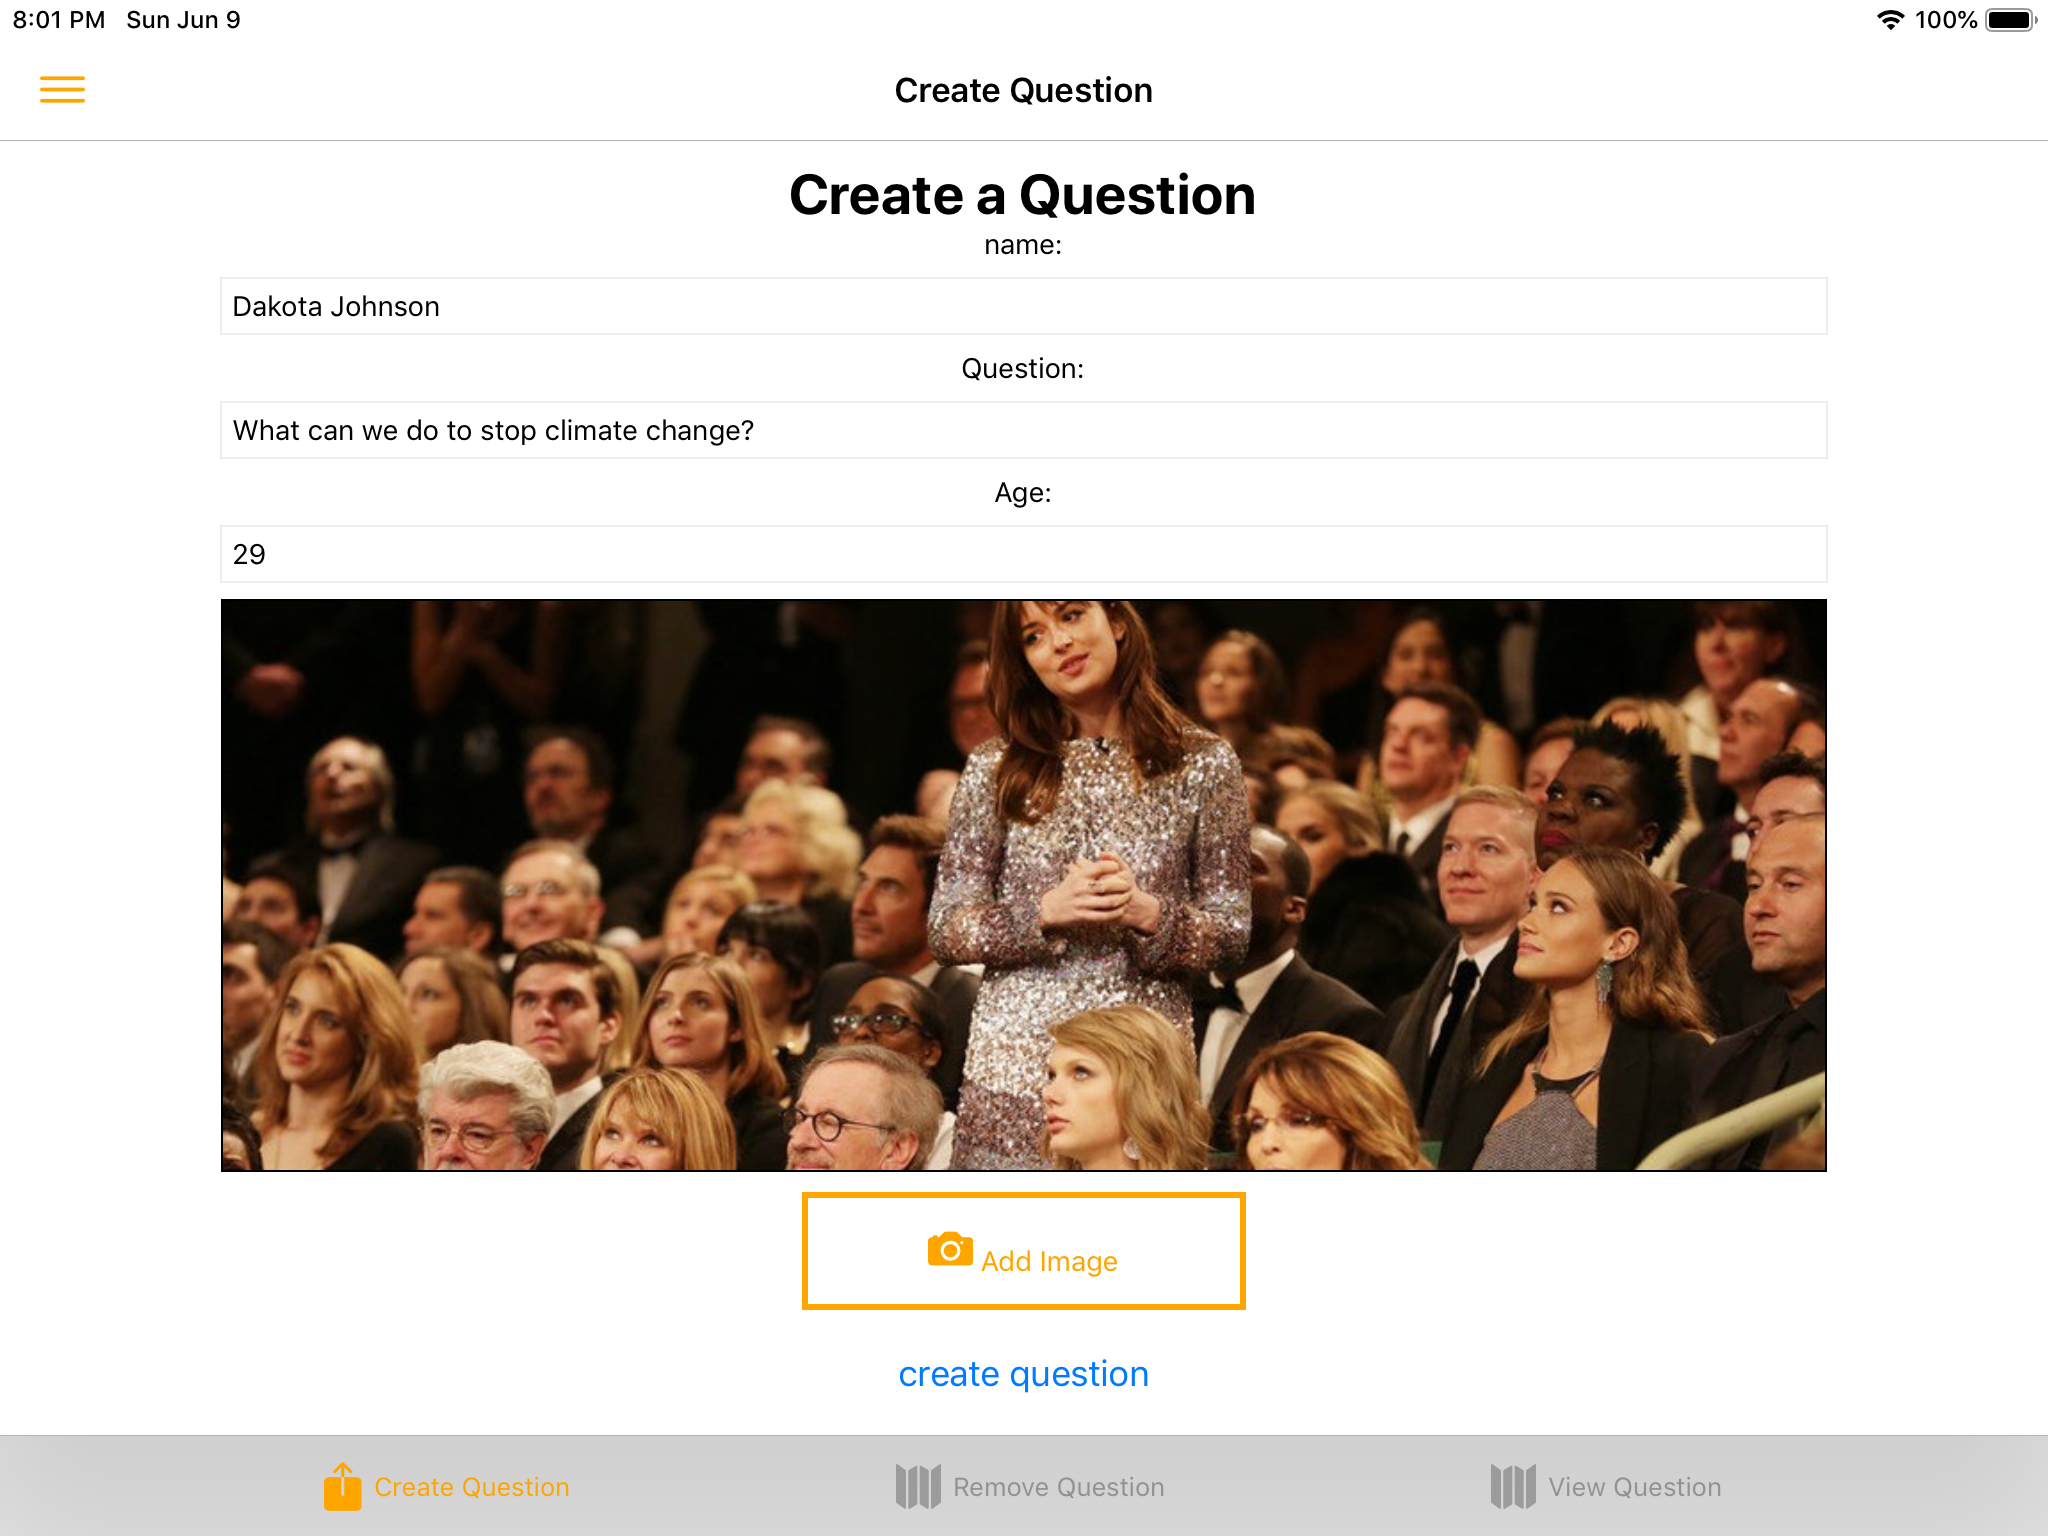 8:01 PM Sun Jun 9 100%
Create Question
Create a Question
name:
Dakota Johnson
Question:
What can we do to stop climate change?
Age:
29
Add Image
create question
Create Question Remove Question View Question